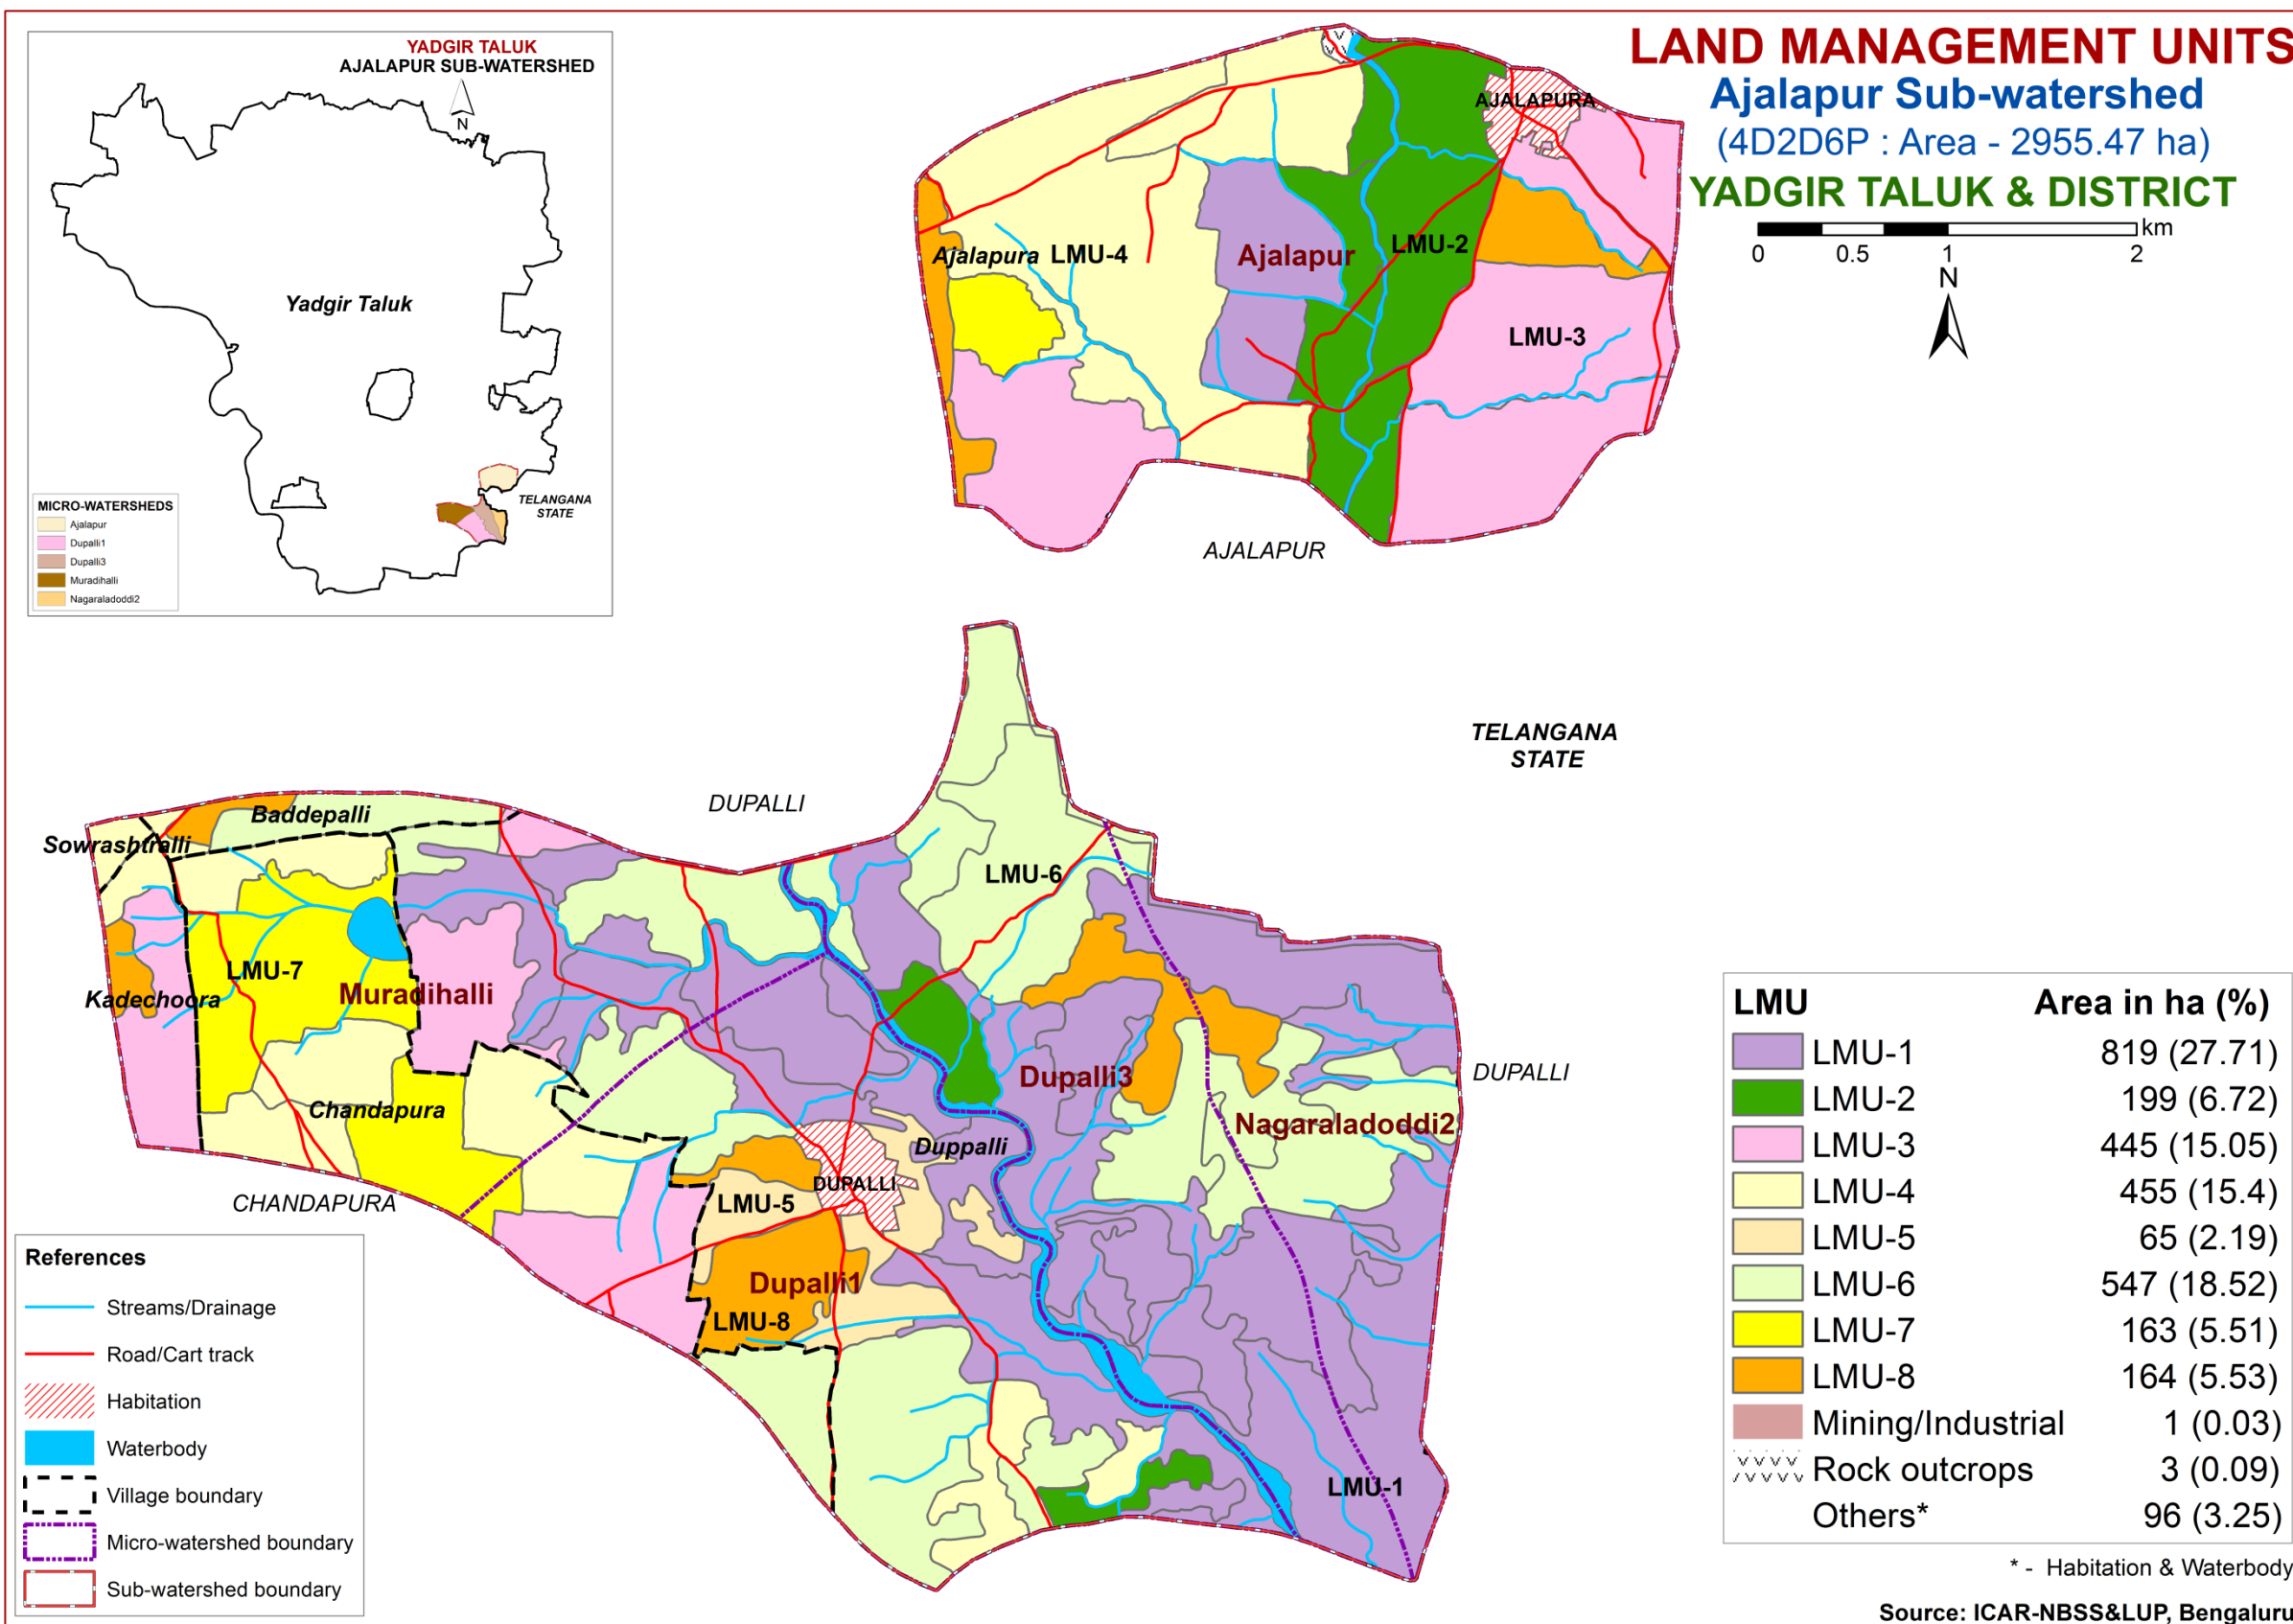 LAND MANAGEMENT UNITS
Ajalapur Sub-watershed
(4D2D6P : Area - 2955.47 ha)
YADGIR TALUK & DISTRICT
km
0 0.5 1 2
N
YADGIR TALUK
AJALAPUR SUB-WATERSHED
N
Yadgir Taluk
TELANGANA
STATE
MICRO-WATERSHEDS
Ajalapur
Dupalli1
Dupalli3
Muradihalli
Nagaraladoddi2
AJALAPURA
Ajalapura LMU-4
Ajalapur
LMU-2
LMU-3
AJALAPUR
TELANGANA
STATE
DUPALLI
Baddepalli
Sowrashtralli
LMU-6
LMU-7
Muradihalli
Kadechoora
Dupalli3
DUPALLI
Chandapura
Nagaraladoddi2
Duppalli
DUPALLI
CHANDAPURA
LMU-5
Dupalli1
LMU-8
LMU-1
References
Streams/Drainage
Road/Cart track
Habitation
Waterbody
Village boundary
Micro-watershed boundary
Sub-watershed boundary
LMU Area in ha (%)
LMU-1 819 (27.71)
LMU-2 199 (6.72)
LMU-3 445 (15.05)
LMU-4 455 (15.4)
LMU-5 65 (2.19)
LMU-6 547 (18.52)
LMU-7 163 (5.51)
LMU-8 164 (5.53)
Mining/Industrial 1 (0.03)
Rock outcrops 3 (0.09)
Others* 96 (3.25)
* - Habitation & Waterbody
Source: ICAR-NBSS&LUP, Bengaluru